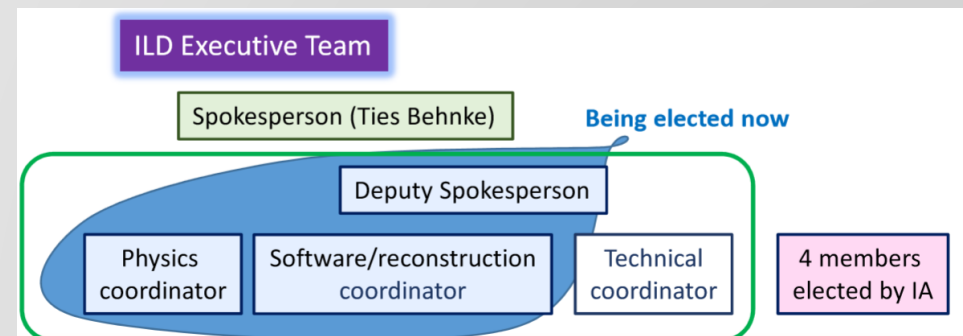 ILD Executive Team
Spokesperson (Ties Behnke)
Being elected now
Deputy Spokesperson
Physics
coordinator
Software/reconstruction
coordinator
Technical
coordinator
4 members
elected by IA